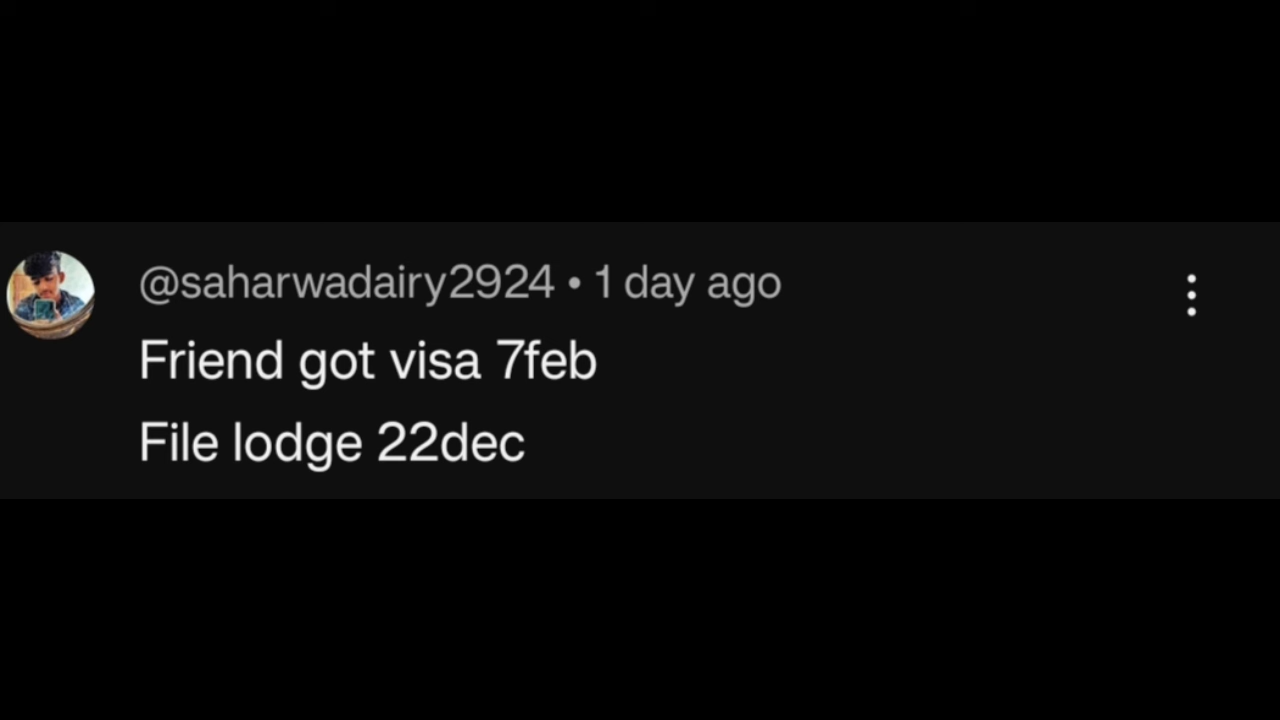 @saharwadairy2924 • 1 day ago
Friend got visa 7feb
File lodge 22dec